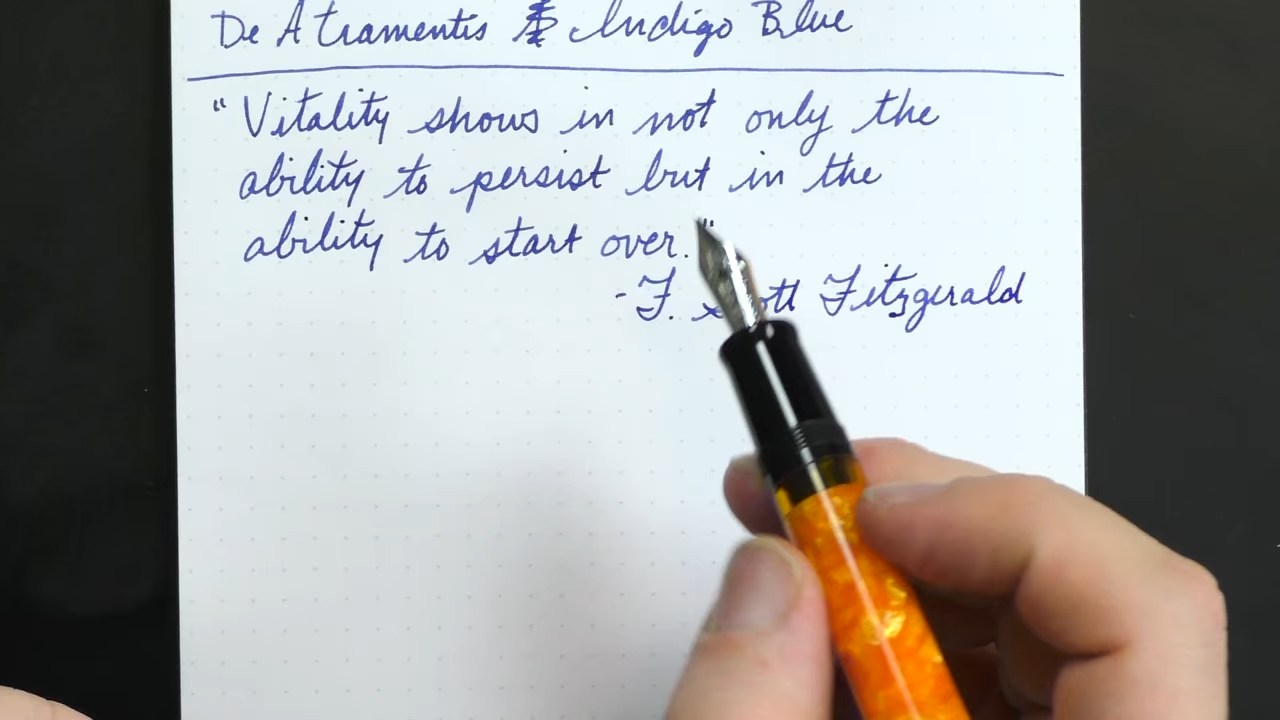 De Atramentis Indigo Blue
"Vitality shows in not only the
ability to persist but in the
ability to start over."
-F. Scott Fitzgerald